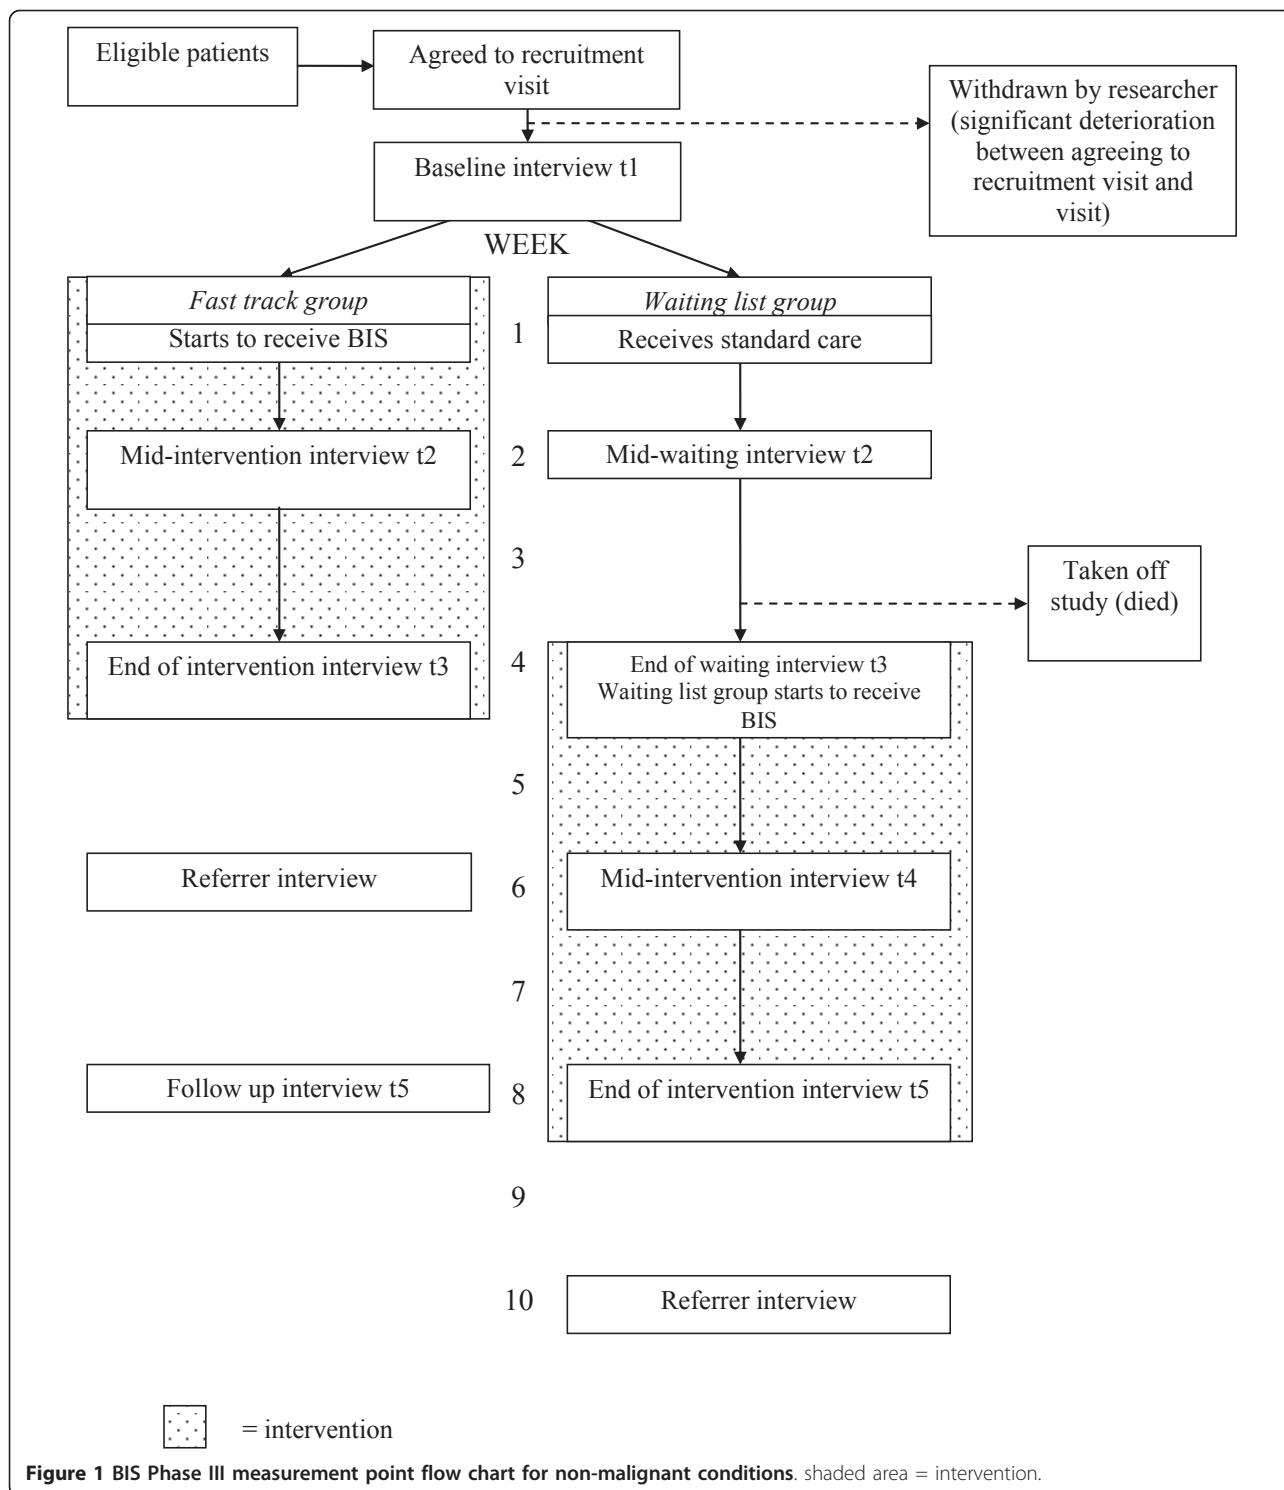 Eligible patients
Agreed to recruitment
visit
Withdrawn by researcher
(significant deterioration
between agreeing to
recruitment visit and
visit)
Baseline interview t1
WEEK
Fast track group
Starts to receive BIS
Waiting list group
Receives standard care
1
Mid-intervention interview t2
2
Mid-waiting interview t2
3
Taken off
study (died)
End of intervention interview t3
4
End of waiting interview t3
Waiting list group starts to receive
BIS
5
Referrer interview
6
Mid-intervention interview t4
7
Follow up interview t5
8
End of intervention interview t5
9
10
Referrer interview
= intervention
Figure 1 BIS Phase III measurement point flow chart for non-malignant conditions. shaded area = intervention.